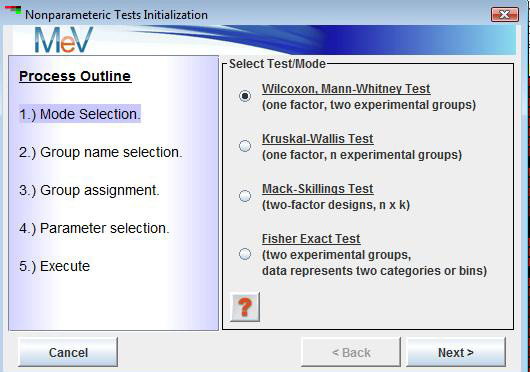 Nonparameteric Tests Initialization
MeV
Process Outline
1.) Mode Selection.
2.) Group name selection.
3.) Group assignment.
4.) Parameter selection.
5.) Execute
Select Test/Mode
Wilcoxon, Mann-Whitney Test
(one factor, two experimental groups)
Kruskal-Wallis Test
(one factor, n experimental groups)
Mack-Skillings Test
(two-factor designs, n x k)
Fisher Exact Test
(two experimental groups,
data represents two categories or bins)
?
Cancel
< Back
Next >